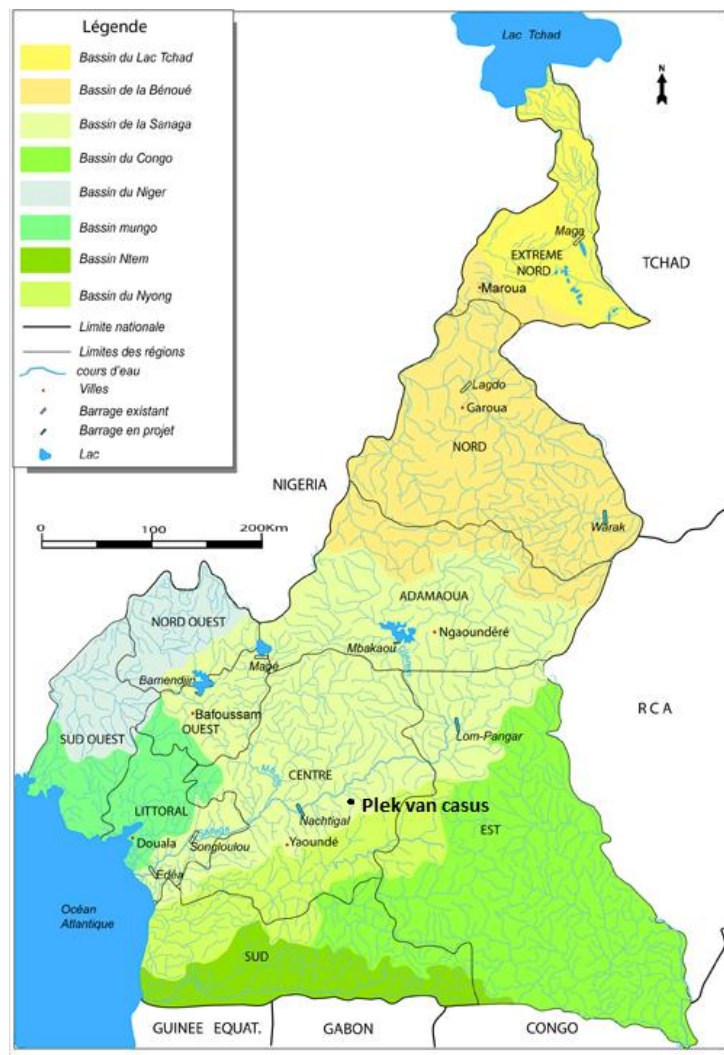 Légende
Bassin du Lac Tchad
Bassin de la Bénoué
Bassin de la Sanaga
Bassin du Congo
Bassin du Niger
Bassin mungo
Bassin Ntem
Bassin du Nyong
Limite nationale
Limites des régions
cours d'eau
Villes
Barrage existant
Barrage en projet
Lac
0 100 200Km
Lac Tchad
N
Maga
EXTREME
NORD
TCHAD
Maroua
Lagdo
Garoua
NORD
NIGERIA
Warak
ADAMAOUA
NORD OUEST
Ngaoundéré
Mbakaou
Djerem
Mapé
Bamendjin
Bafoussam
OUEST
SUD OUEST
Lom-Pangar
RCA
CENTRE
Mbam
LITTORAL
Plek van casus
Nachtigal
EST
Sanaga
Douala
Songloulou
Yaoundé
Edéa
Océan
Atlantique
SUD
GUINEE EQUAT.
GABON
CONGO